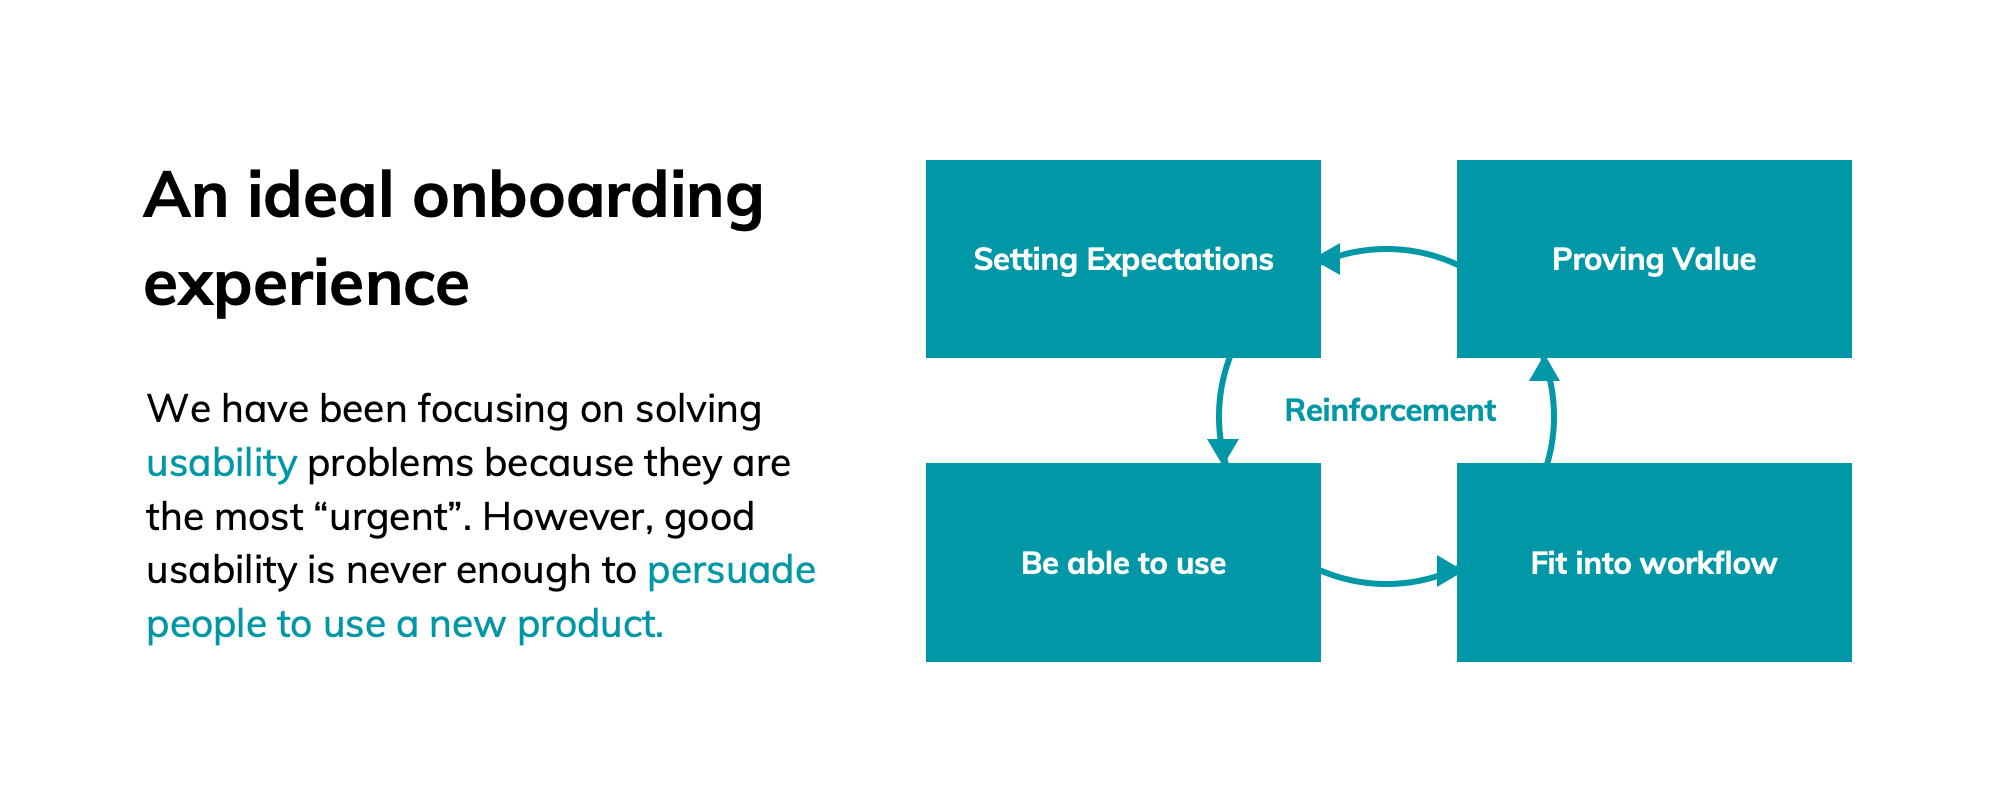 An ideal onboarding
experience
We have been focusing on solving
usability problems because they are
the most “urgent”. However, good
usability is never enough to persuade
people to use a new product.
Setting Expectations
Proving Value
Reinforcement
Be able to use
Fit into workflow